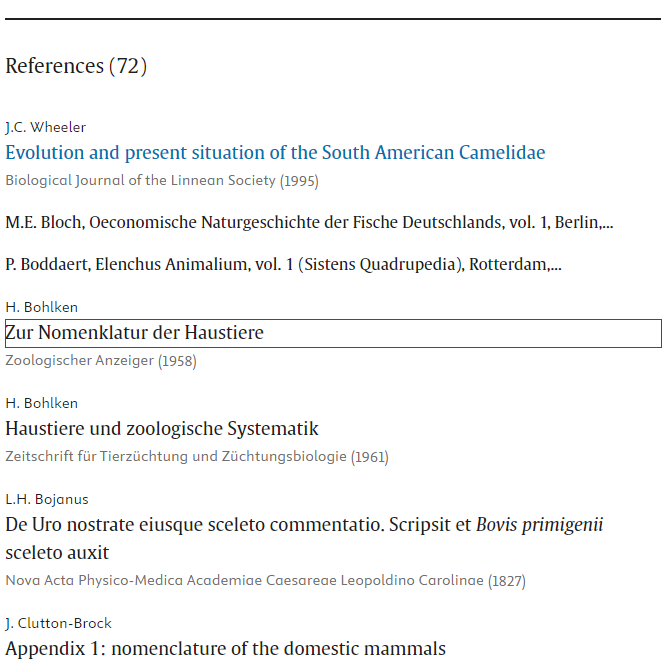 References (72)
J.C. Wheeler
Evolution and present situation of the South American Camelidae
Biological Journal of the Linnean Society (1995)
M.E. Bloch, Oeconomische Naturgeschichte der Fische Deutschlands, vol. 1, Berlin,...
P. Boddaert, Elenchus Animalium, vol. 1 (Sistens Quadrupedia), Rotterdam,...
H. Bohlken
Zur Nomenklatur der Haustiere
Zoologischer Anzeiger (1958)
H. Bohlken
Haustiere und zoologische Systematik
Zeitschrift für Tierzüchtung und Züchtungsbiologie (1961)
L.H. Bojanus
De Uro nostrate eiusque sceleto commentatio. Scripsit et Bovis primigenii
sceleto auxit
Nova Acta Physico-Medica Academiae Caesareae Leopoldino Carolinae (1827)
J. Clutton-Brock
Appendix 1: nomenclature of the domestic mammals